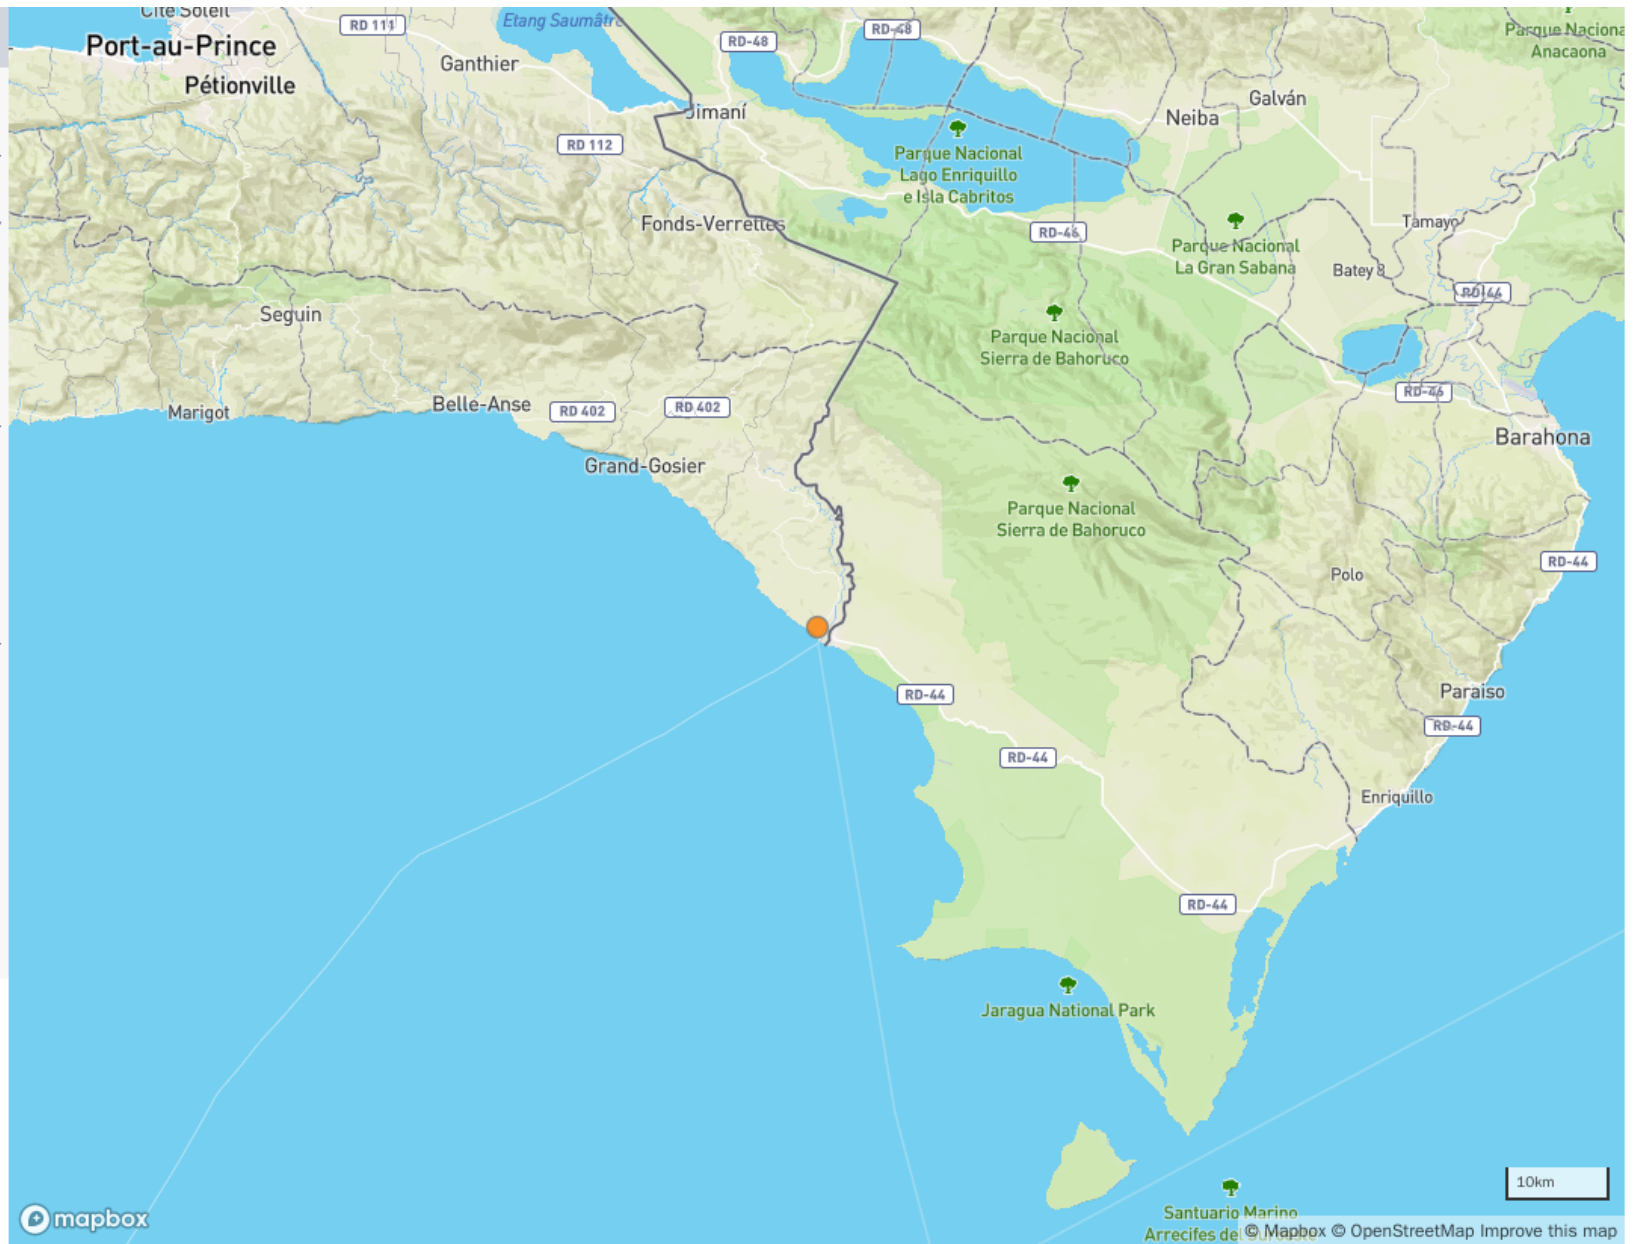 Cité Soleil
RD 111
Etang Saumâtre
RD-48
RD-48
Parque Naciona
Anacaona
Port-au-Prince
Ganthier
Pétionville
Jimaní
Galván
Neiba
RD 112
Parque Nacional
Lago Enriquillo
e Isla Cabritos
Fonds-Verrettes
RD-46
Parque Nacional
La Gran Sabana
Tamayo
Batey 8
RD-44
Seguin
Parque Nacional
Sierra de Bahoruco
RD-46
Marigot
Belle-Anse
RD 402
RD 402
Barahona
Grand-Gosier
Parque Nacional
Sierra de Bahoruco
RD-44
Polo
RD-44
Paraiso
RD-44
RD-44
Enriquillo
RD-44
Jaragua National Park
10km
mapbox
Santuario Marino
Arrecifes del
© Mapbox © OpenStreetMap Improve this map